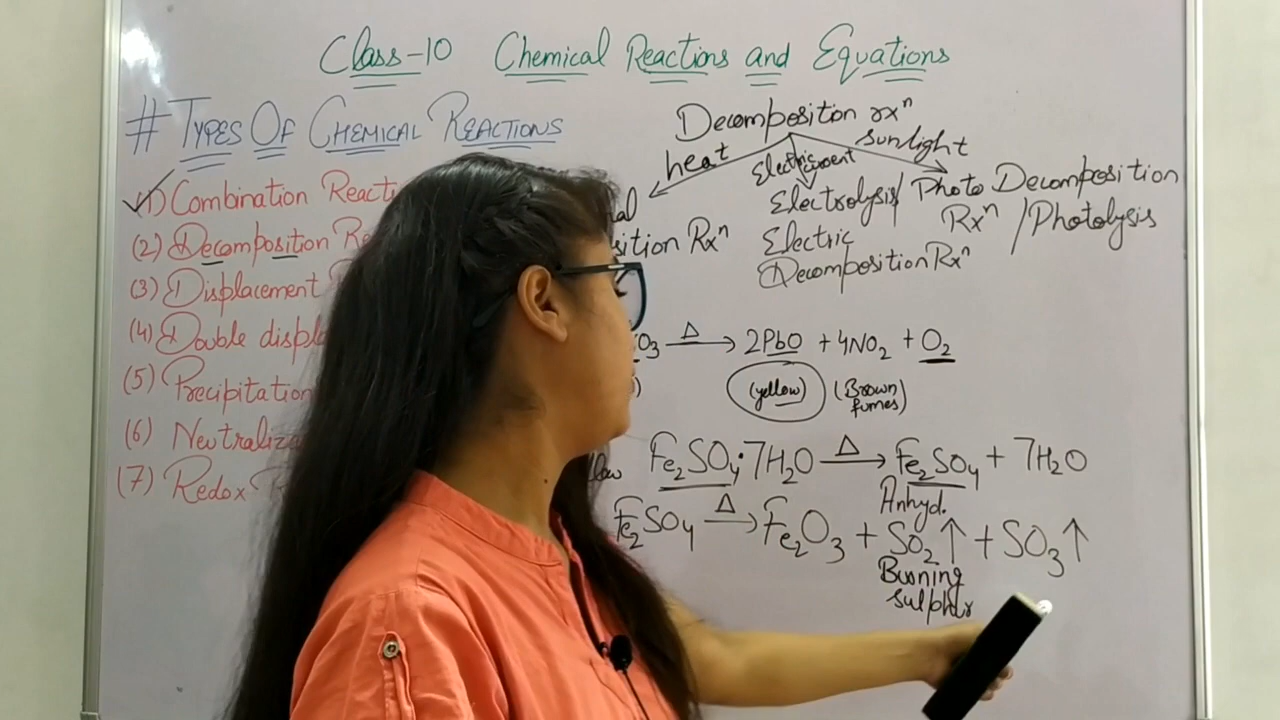 Class-10 Chemical Reactions and Equations
# TYPES OF CHEMICAL REACTIONS
(1) Combination Reacti
(2) Decomposition Re
(3) Displacement
(4) Double displa
(5) Precipitation
(6) Neutraliza
(7) Redox R
Decomposition rxⁿ
heat
Electric current
sunlight
al
sition Rxⁿ
Electrolysis/
Electric
Decomposition Rxⁿ
Photo Decomposition
Rxⁿ /Photolysis
O₃ —Δ→ 2PbO + 4NO₂ + O₂
(yellow) (Brown
fumes)
Fe₂SO₄·7H₂O —Δ→ Fe₂SO₄ + 7H₂O
Anhyd.
Fe₂SO₄ —Δ→ Fe₂O₃ + SO₂↑ + SO₃↑
Burning
sulphur